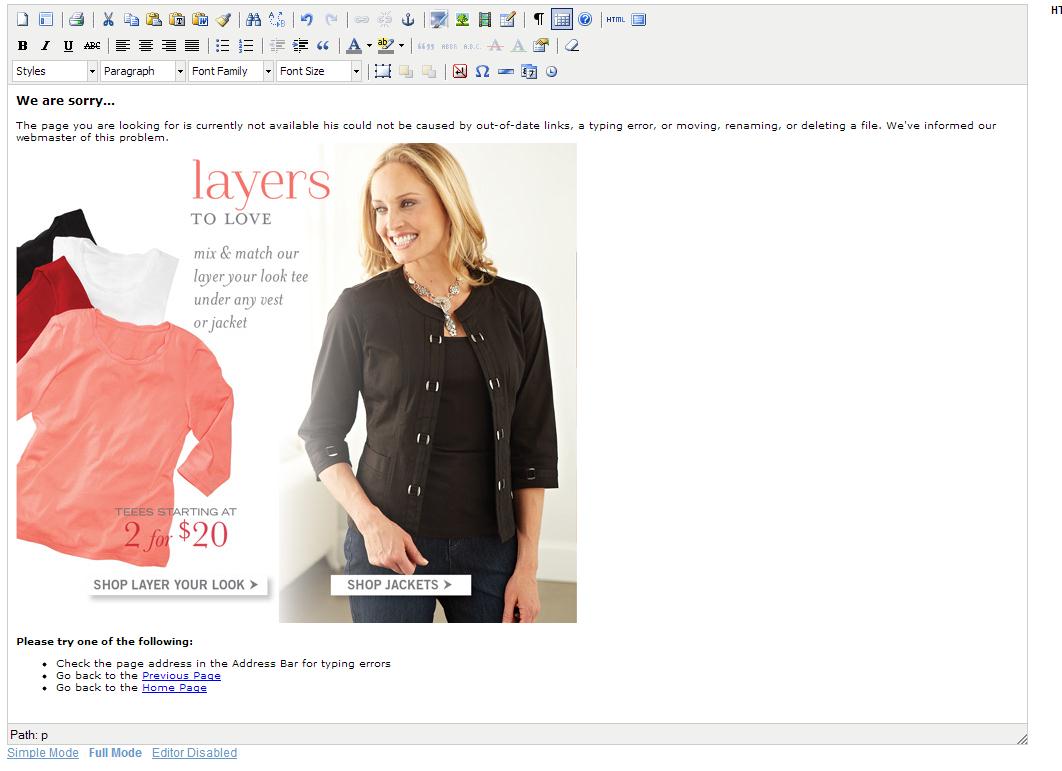 HTML
B I U ABC
Styles Paragraph Font Family Font Size
We are sorry...
The page you are looking for is currently not available his could not be caused by out-of-date links, a typing error, or moving, renaming, or deleting a file. We've informed our
webmaster of this problem.
layers
TO LOVE
mix & match our
layer your look tee
under any vest
or jacket
TEEES STARTING AT
2 for $20
SHOP LAYER YOUR LOOK >
SHOP JACKETS >
Please try one of the following:
• Check the page address in the Address Bar for typing errors
• Go back to the Previous Page
• Go back to the Home Page
Path: p
Simple Mode Full Mode Editor Disabled